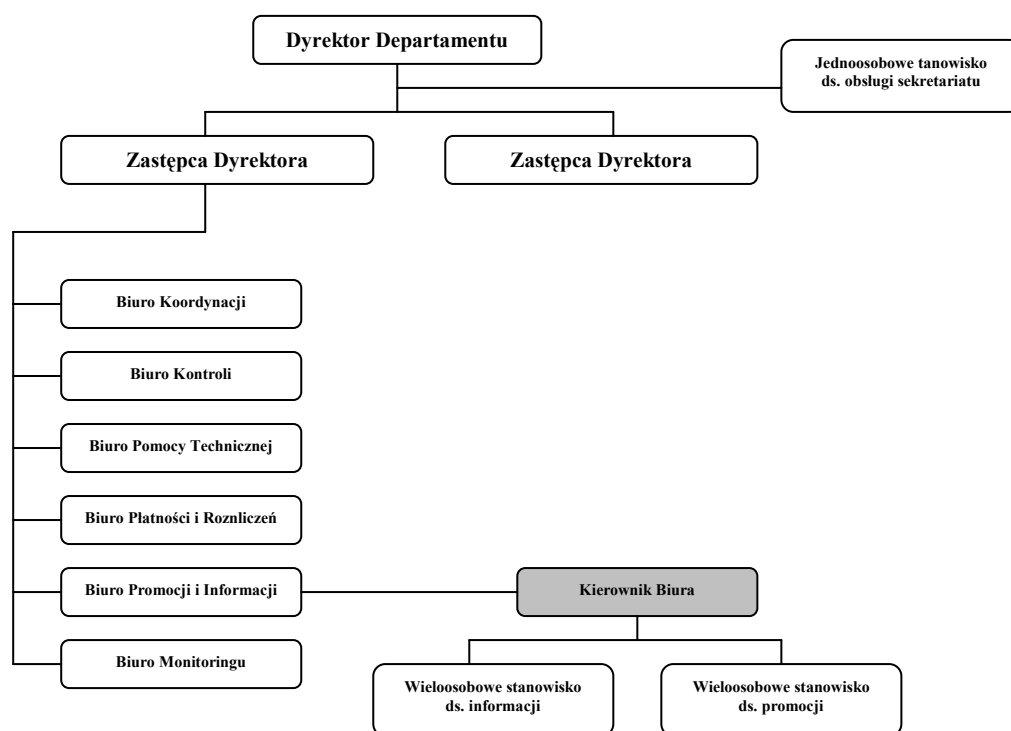 Dyrektor Departamentu
Jednoosobowe tanowisko
ds. obsługi sekretariatu
Zastępca Dyrektora
Zastępca Dyrektora
Biuro Koordynacji
Biuro Kontroli
Biuro Pomocy Technicznej
Biuro Płatności i Roznliczeń
Biuro Promocji i Informacji
Kierownik Biura
Biuro Monitoringu
Wieloosobowe stanowisko
ds. informacji
Wieloosobowe stanowisko
ds. promocji